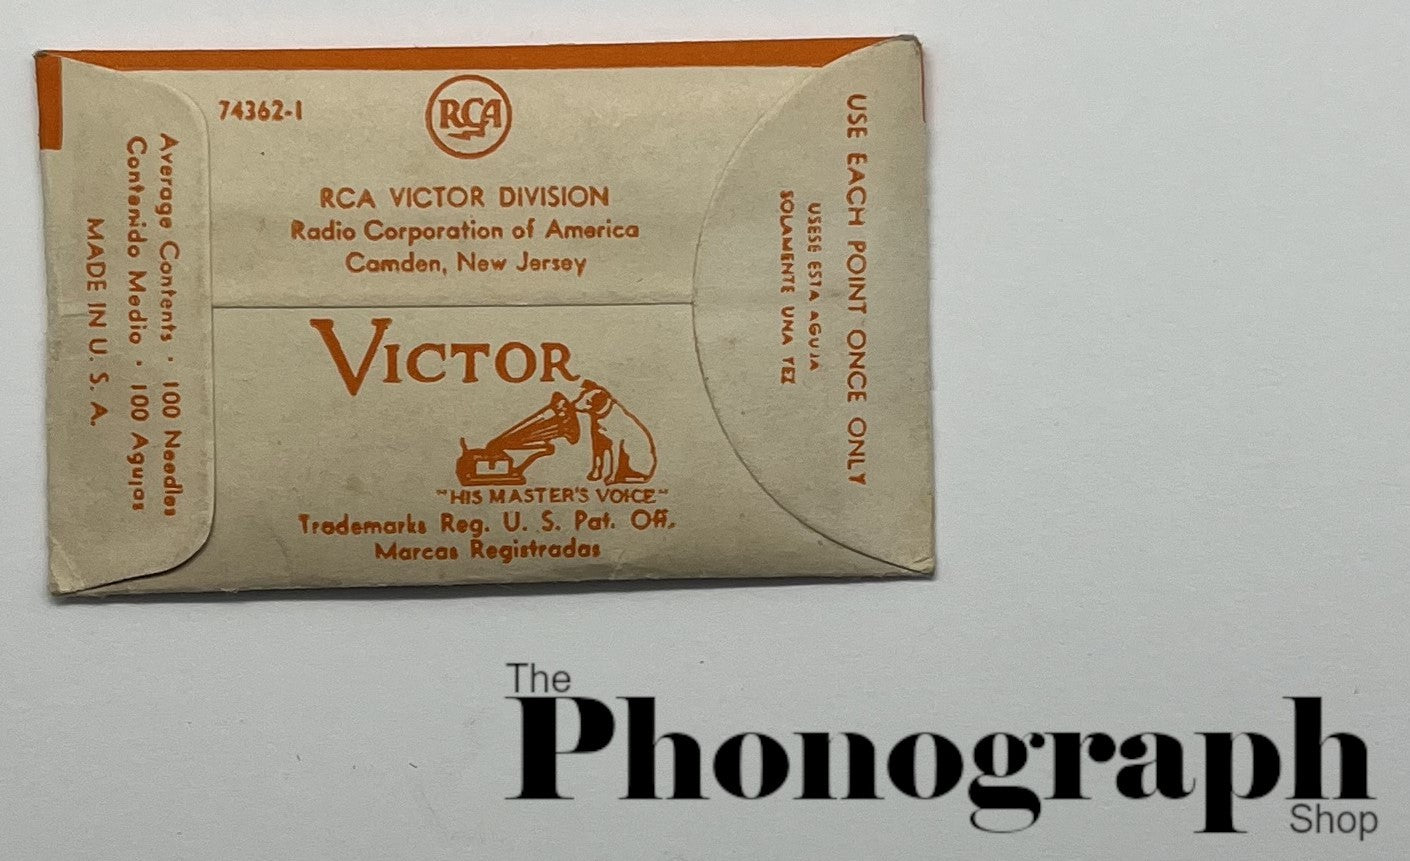 Average Contents · 100 Needles
Contenido Medio · 100 Agujas
MADE IN U. S. A.
74362-1
RCA
RCA VICTOR DIVISION
Radio Corporation of America
Camden, New Jersey
VICTOR
"HIS MASTER'S VOICE"
Trademarks Reg. U. S. Pat. Off.
Marcas Registradas
USE EACH POINT ONCE ONLY
USESE ESTA AGUJA
SOLAMENTE UNA VEZ
The
Phonograph
Shop